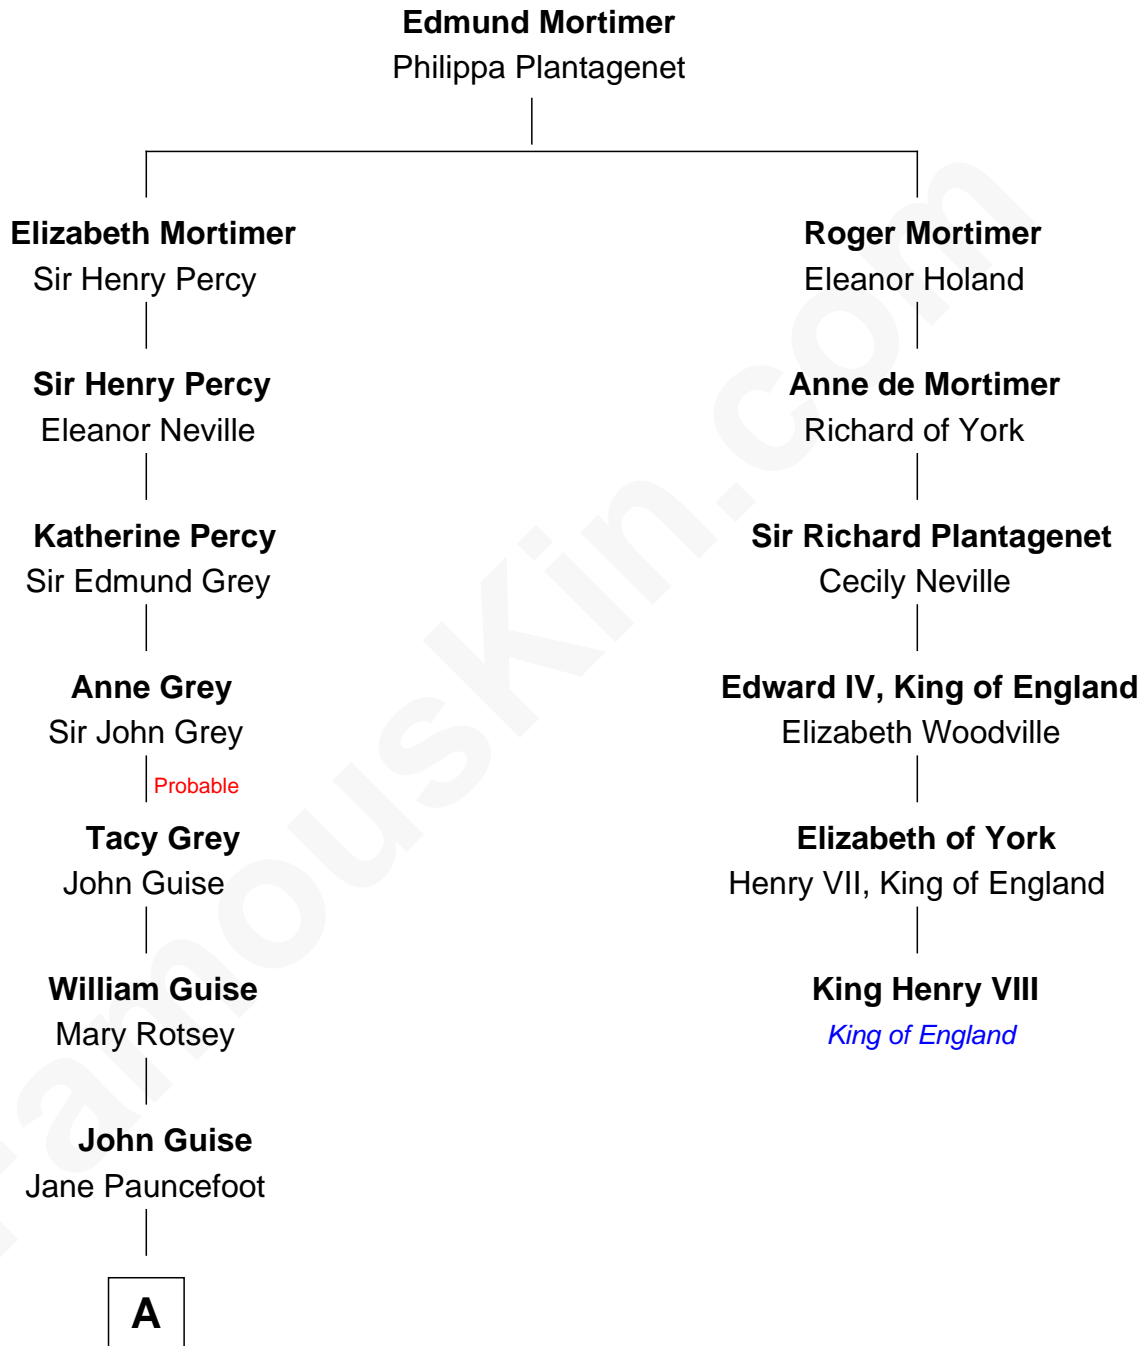 Edmund Mortimer
Philippa Plantagenet
Elizabeth Mortimer
Sir Henry Percy
Sir Henry Percy
Eleanor Neville
Katherine Percy
Sir Edmund Grey
Anne Grey
Sir John Grey
Probable
Tacy Grey
John Guise
William Guise
Mary Rotsey
John Guise
Jane Pauncefoot
A
Roger Mortimer
Eleanor Holand
Anne de Mortimer
Richard of York
Sir Richard Plantagenet
Cecily Neville
Edward IV, King of England
Elizabeth Woodville
Elizabeth of York
Henry VII, King of England
King Henry VIII
King of England
FamousKin.com